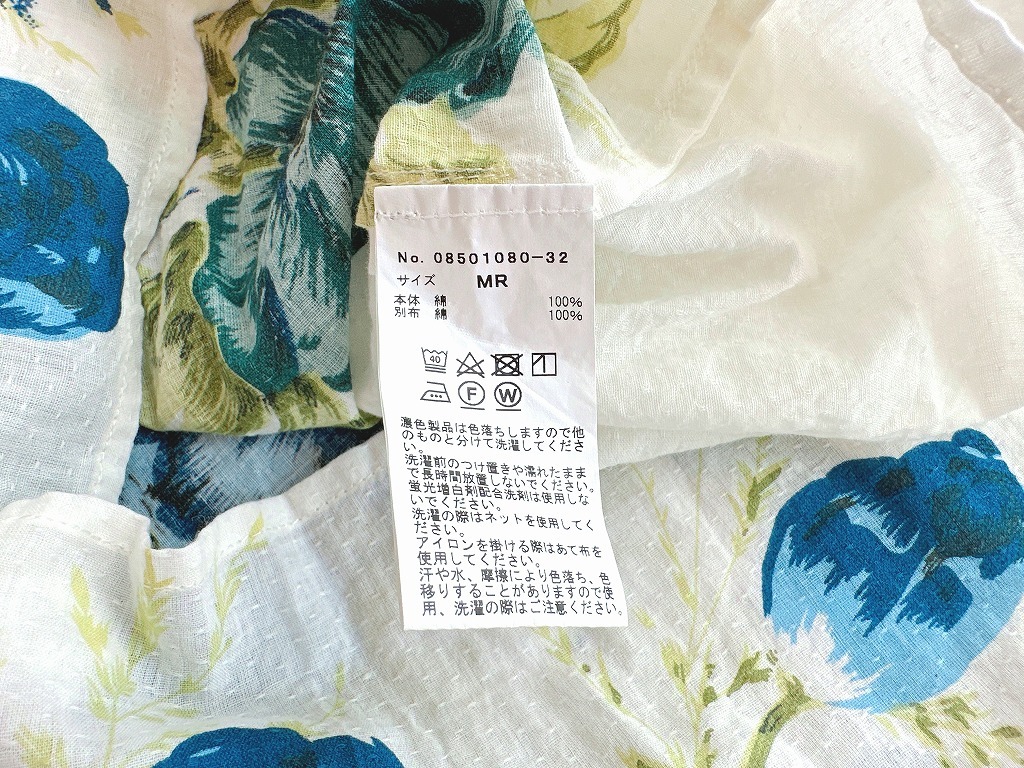 No. 08501080-32
サイズ MR
本体 綿 100%
別布 綿 100%
40
F W
濃色製品は色落ちしますので他
のものと分けて洗濯してくださ
い。
洗濯前のつけ置きや濡れたまま
で長時間放置しないでください。
蛍光増白剤配合洗剤は使用しな
いでください。
洗濯の際はネットを使用してく
ださい。
アイロンを掛ける際はあて布を
使用してください。
汗や水、摩擦により色落ち、色
移りすることがありますので使
用、洗濯の際はご注意ください。